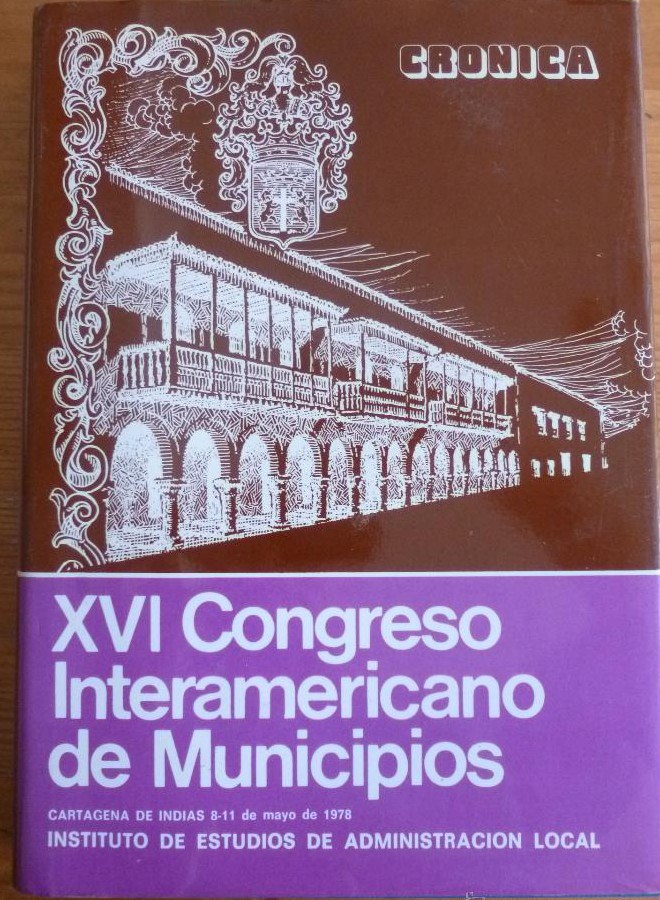 CRONICA
XVI Congreso
Interamericano
de Municipios
CARTAGENA DE INDIAS 8-11 de mayo de 1978
INSTITUTO DE ESTUDIOS DE ADMINISTRACION LOCAL